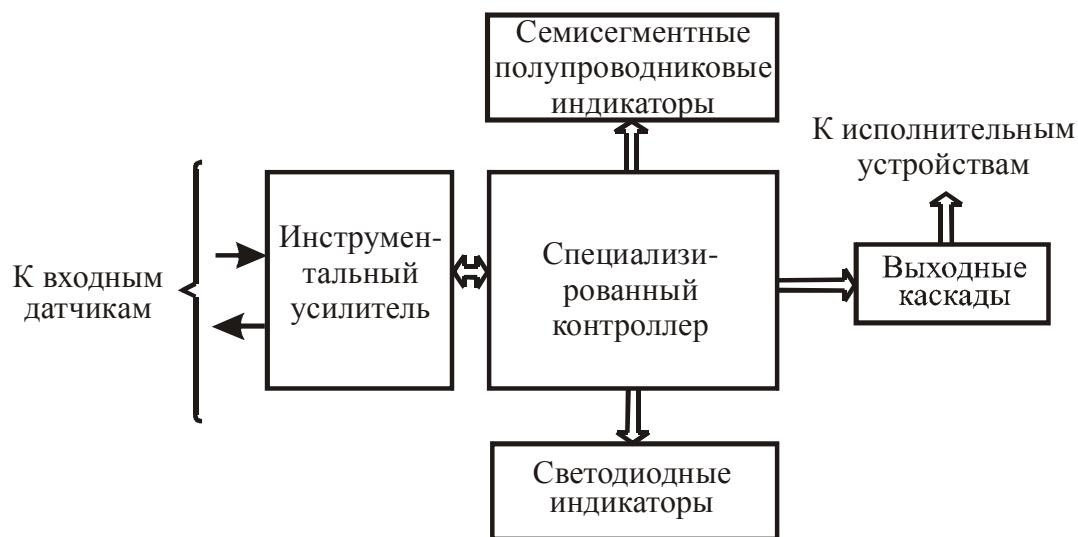 Семисегментные
полупроводниковые
индикаторы
К исполнительным
устройствам
К входным
датчикам
Инструмен-
тальный
усилитель
Специализи-
рованный
контроллер
Выходные
каскады
Светодиодные
индикаторы